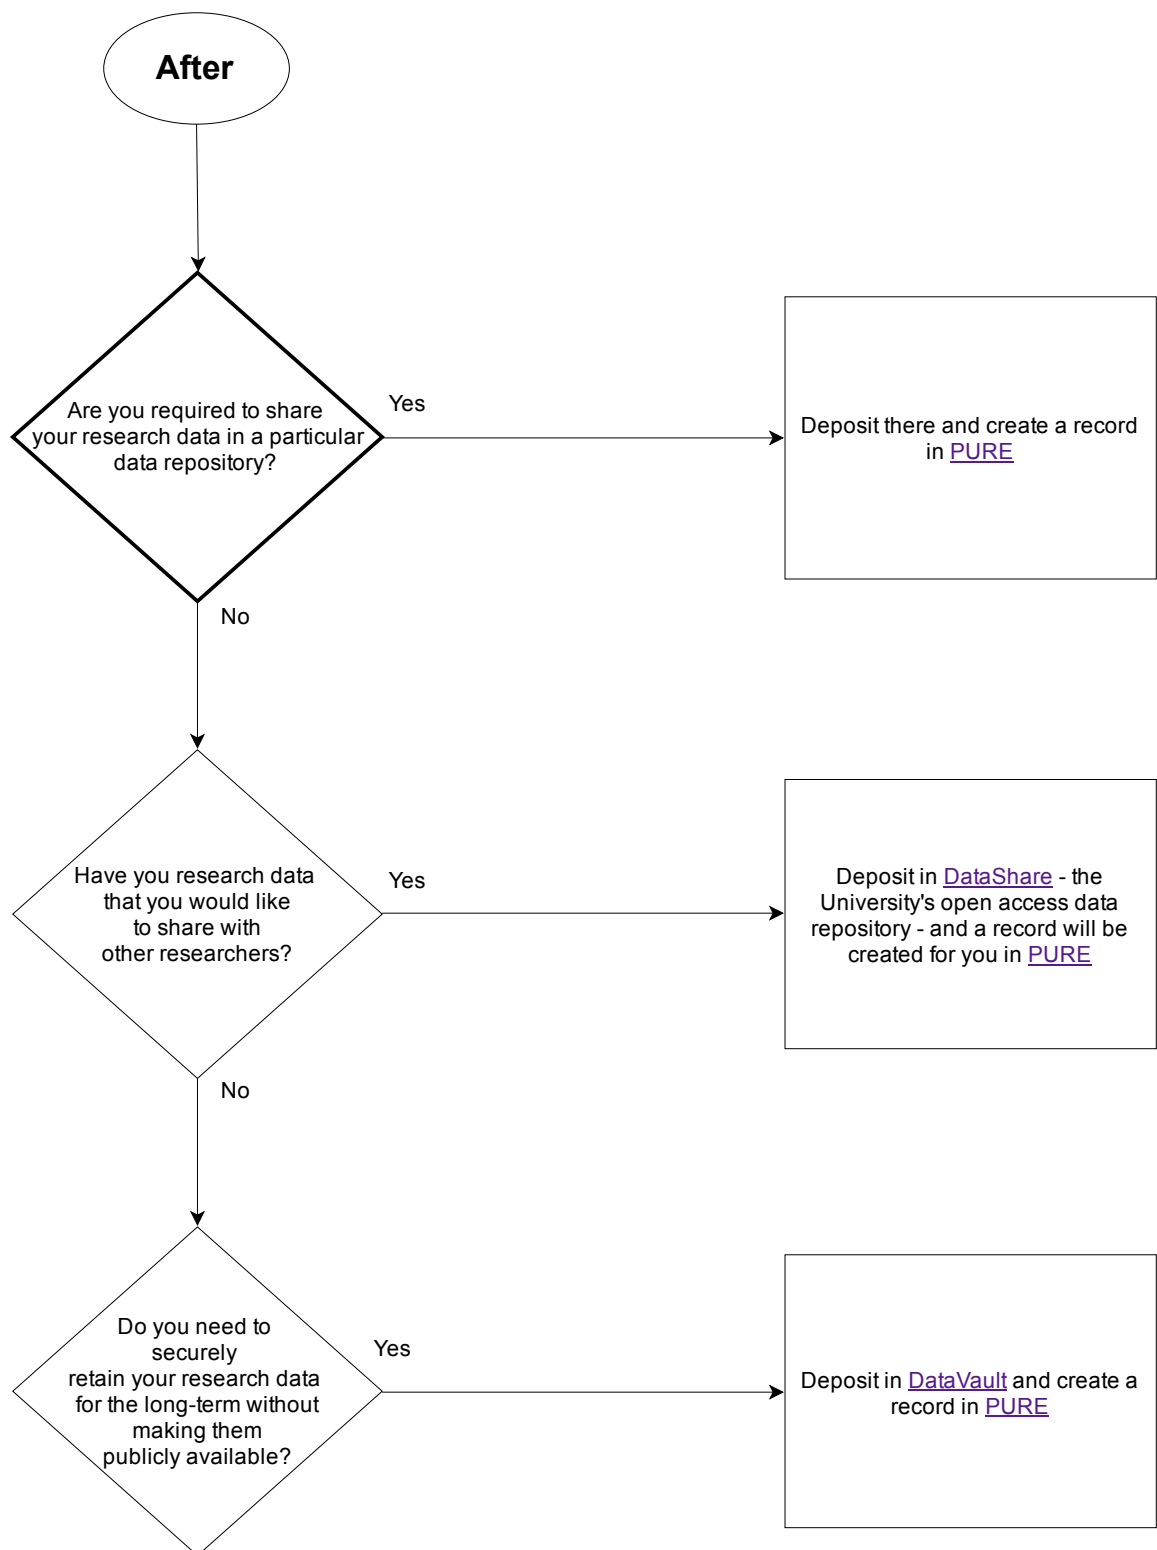 After
Are you required to share
your research data in a particular
data repository?
Yes
Deposit there and create a record
in PURE
No
Have you research data
that you would like
to share with
other researchers?
Yes
Deposit in DataShare - the
University's open access data
repository - and a record will be
created for you in PURE
No
Do you need to
securely
retain your research data
for the long-term without
making them
publicly available?
Yes
Deposit in DataVault and create a
record in PURE